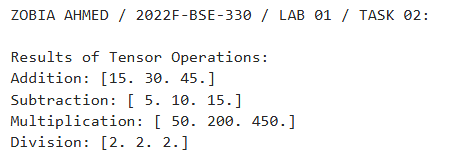 ZOBIA AHMED / 2022F-BSE-330 / LAB 01 / TASK 02:
Results of Tensor Operations:
Addition: [15. 30. 45.]
Subtraction: [ 5. 10. 15.]
Multiplication: [ 50. 200. 450.]
Division: [2. 2. 2.]